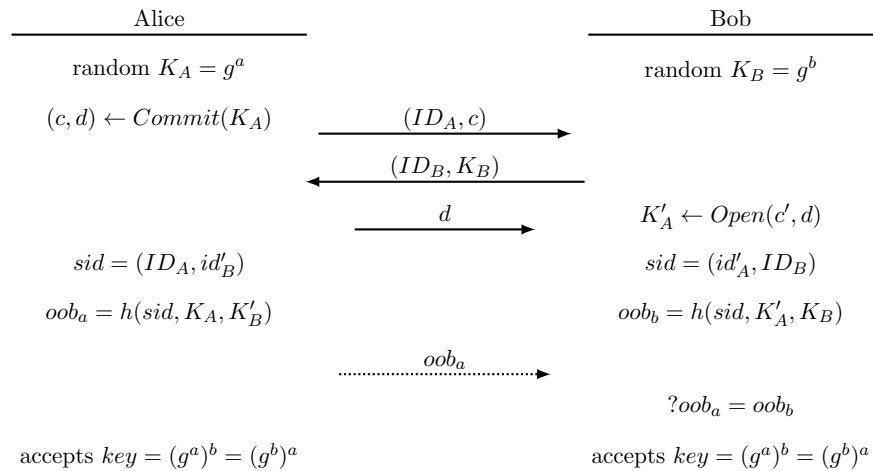 Alice Bob
random K_A = g^a random K_B = g^b
(c, d) ← Commit(K_A) (ID_A, c)
(ID_B, K_B)
d K′_A ← Open(c′, d)
sid = (ID_A, id′_B) sid = (id′_A, ID_B)
oob_a = h(sid, K_A, K′_B) oob_b = h(sid, K′_A, K_B)
oob_a
?oob_a = oob_b
accepts key = (g^a)^b = (g^b)^a accepts key = (g^a)^b = (g^b)^a